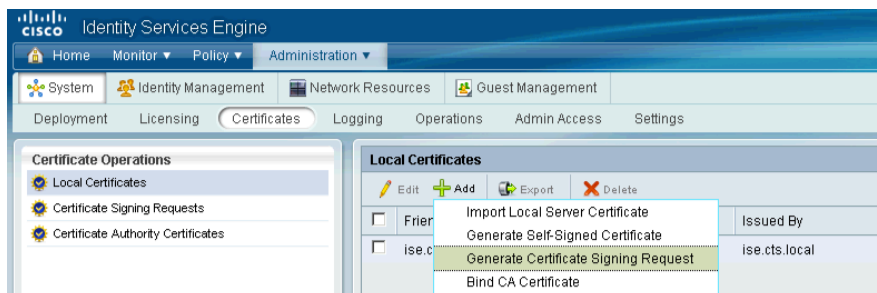 CISCO Identity Services Engine
Home Monitor ▼ Policy ▼ Administration ▼
System Identity Management Network Resources Guest Management
Deployment Licensing Certificates Logging Operations Admin Access Settings
Certificate Operations
Local Certificates
Certificate Signing Requests
Certificate Authority Certificates
Local Certificates
Edit Add Export Delete
Frien Issued By
ise.c ise.cts.local
Import Local Server Certificate
Generate Self-Signed Certificate
Generate Certificate Signing Request
Bind CA Certificate